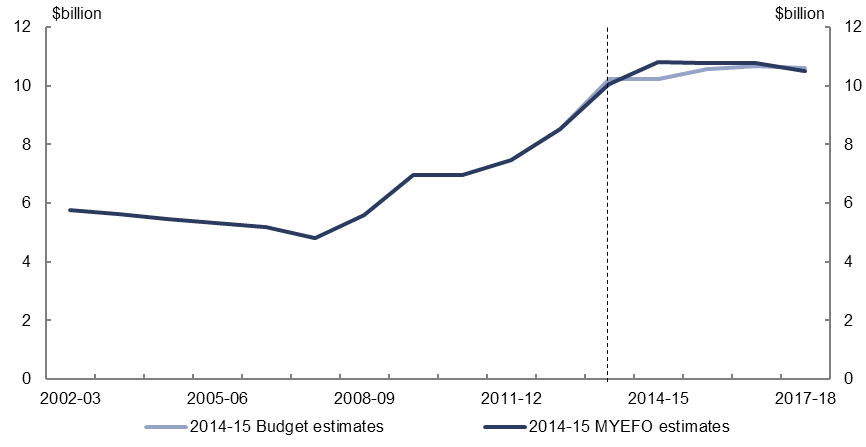 $billion $billion
12 12
10 10
8 8
6 6
4 4
2 2
0 0
2002-03 2005-06 2008-09 2011-12 2014-15 2017-18
2014-15 Budget estimates 2014-15 MYEFO estimates